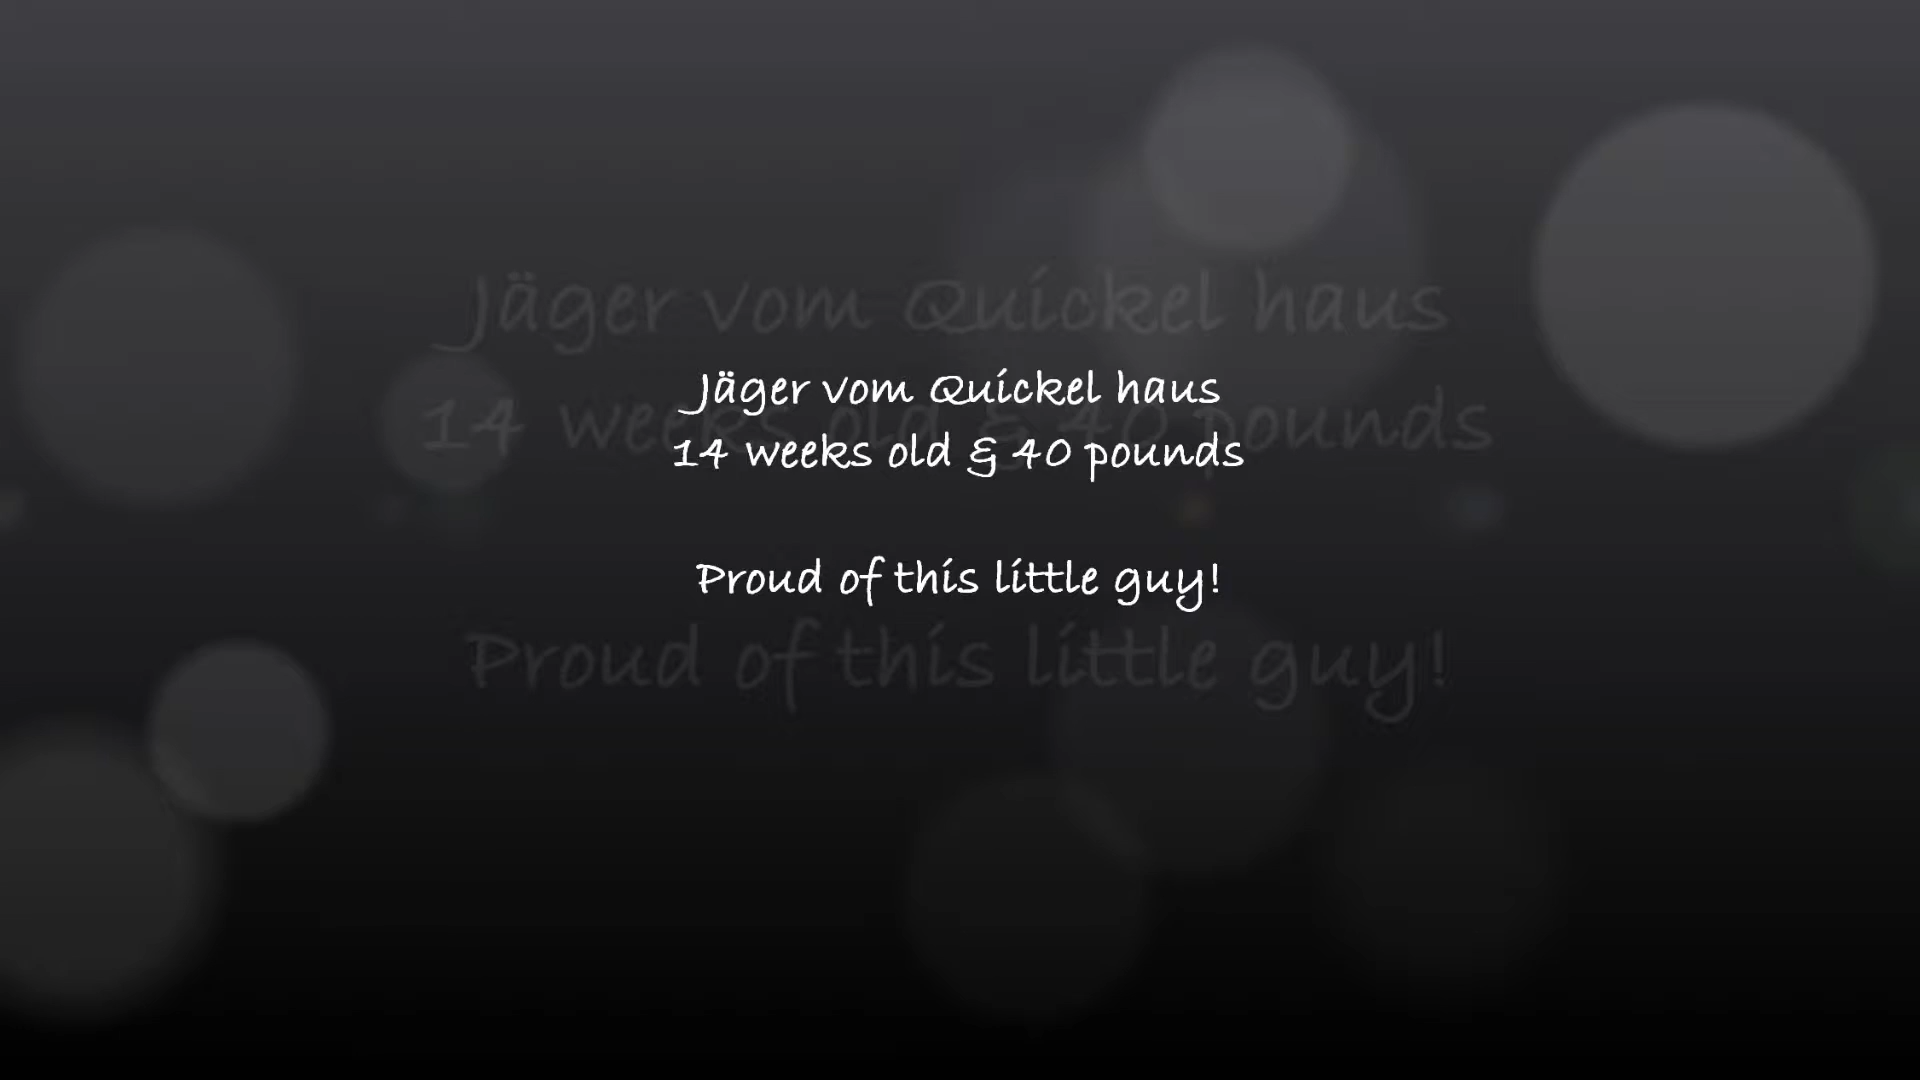 Jäger vom Quickel haus
14 weeks old & 40 pounds
Proud of this little guy!